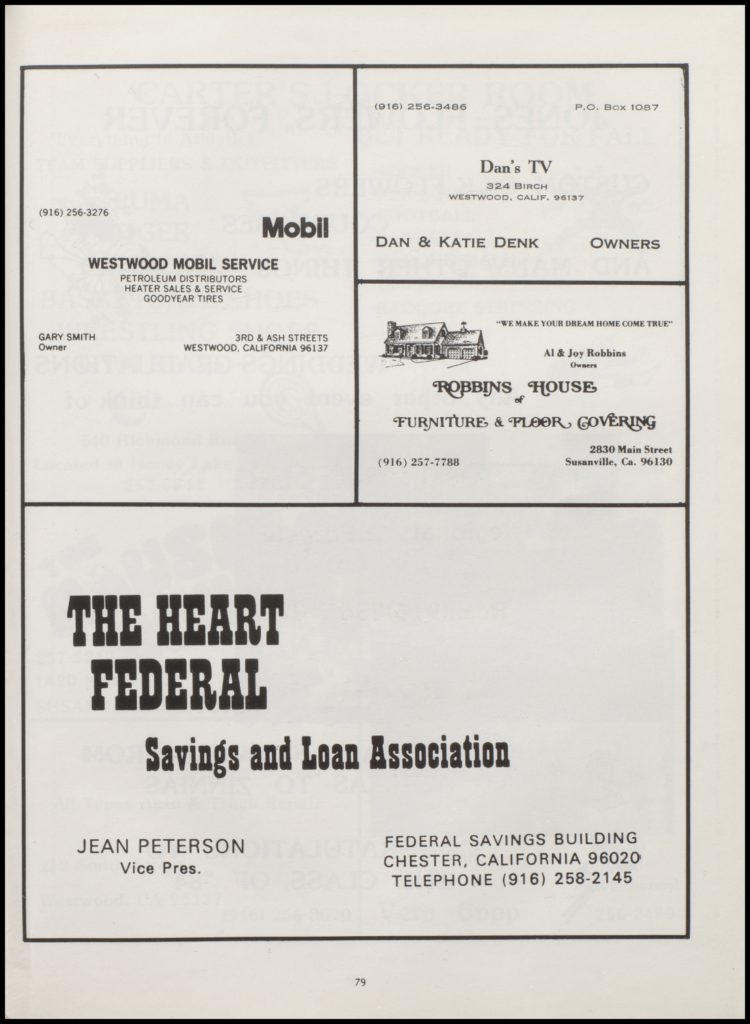 (916) 256-3276
Mobil
WESTWOOD MOBIL SERVICE
PETROLEUM DISTRIBUTORS
HEATER SALES & SERVICE
GOODYEAR TIRES
GARY SMITH
Owner
3RD & ASH STREETS
WESTWOOD, CALIFORNIA 96137
(916) 256-3486 P.O. Box 1087
Dan's TV
324 BIRCH
WESTWOOD, CALIF. 96137
DAN & KATIE DENK OWNERS
"WE MAKE YOUR DREAM HOME COME TRUE"
Al & Joy Robbins
Owners
ROBBINS HOUSE
of
FURNITURE & FLOOR COVERING
(916) 257-7788
2830 Main Street
Susanville, Ca. 96130
THE HEART
FEDERAL
Savings and Loan Association
JEAN PETERSON
Vice Pres.
FEDERAL SAVINGS BUILDING
CHESTER, CALIFORNIA 96020
TELEPHONE (916) 258-2145
79